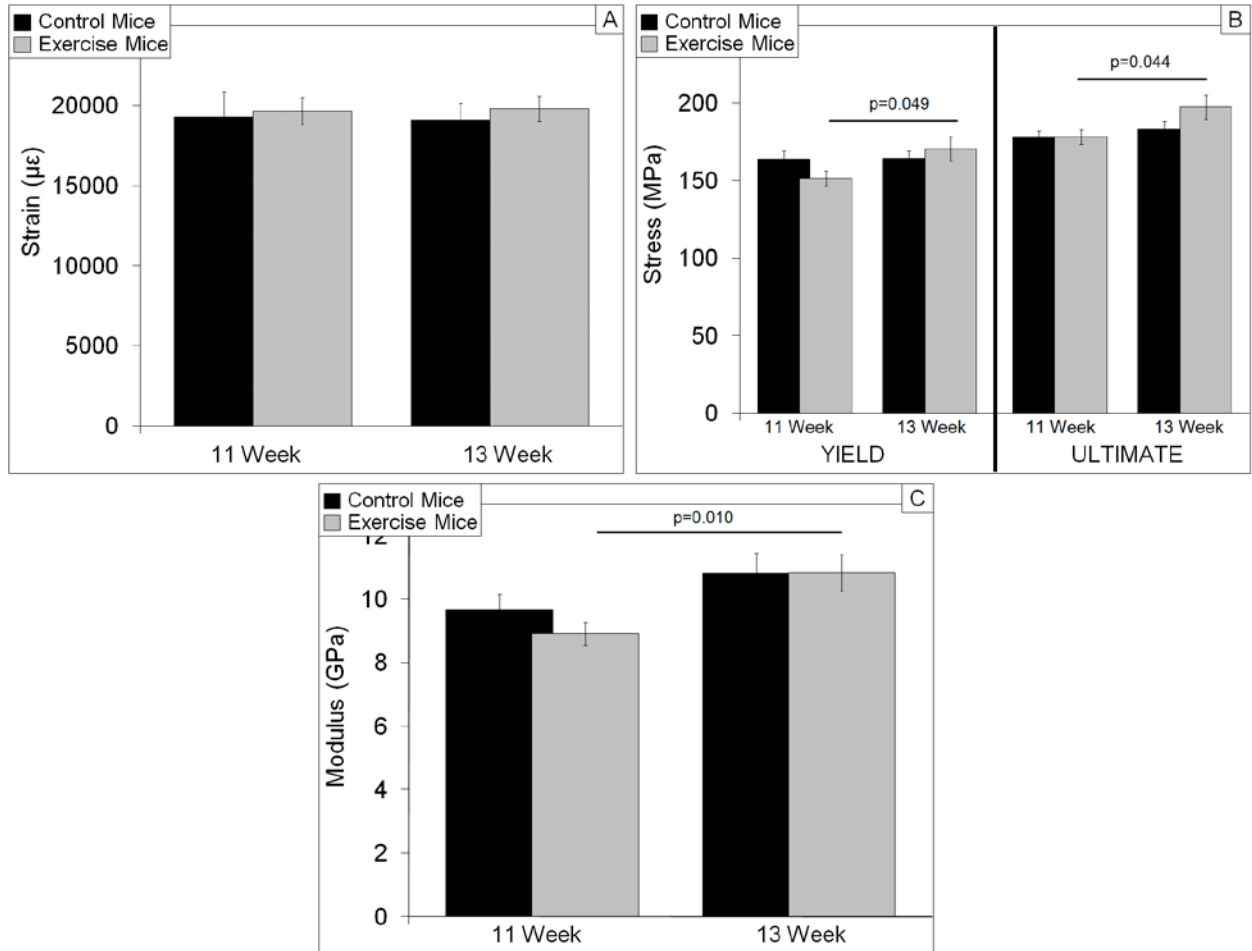 Control Mice
Exercise Mice
A
20000
15000
10000
5000
0
Strain (με)
11 Week
13 Week
Control Mice
Exercise Mice
B
p=0.049
p=0.044
200
150
100
50
0
Stress (MPa)
11 Week
13 Week
11 Week
13 Week
YIELD
ULTIMATE
Control Mice
Exercise Mice
C
p=0.010
12
10
8
6
4
2
0
Modulus (GPa)
11 Week
13 Week